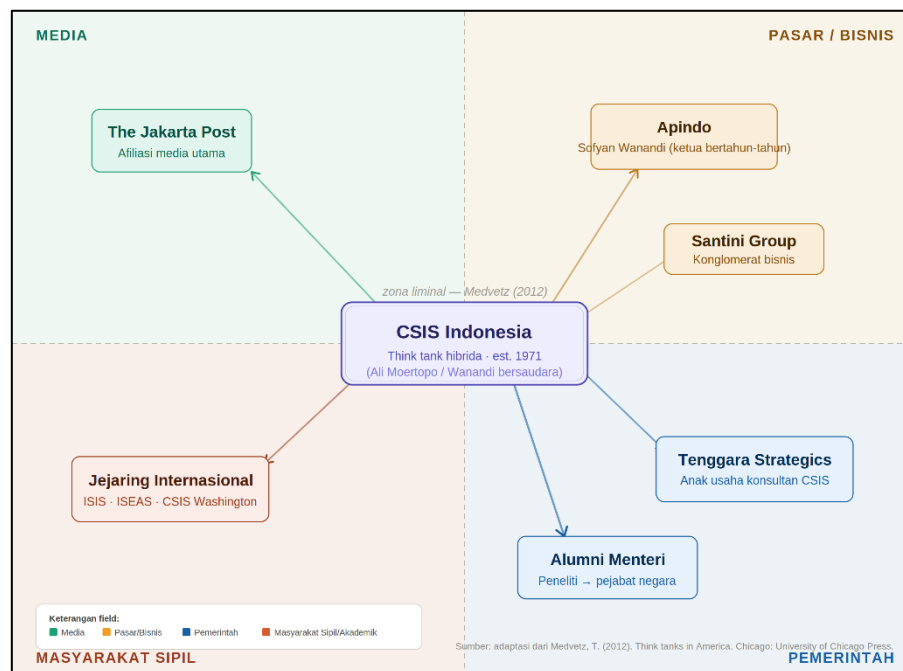 MEDIA
PASAR / BISNIS
The Jakarta Post
Afiliasi media utama
Apindo
Sofyan Wanandi (ketua bertahun-tahun)
Santini Group
Konglomerat bisnis
zona liminal — Medvetz (2012)
CSIS Indonesia
Think tank hibrida · est. 1971
(Ali Moertopo / Wanandi bersaudara)
Jejaring Internasional
ISIS · ISEAS · CSIS Washington
Tenggara Strategics
Anak usaha konsultan CSIS
Alumni Menteri
Peneliti → pejabat negara
Keterangan field:
Media
Pasar/Bisnis
Pemerintah
Masyarakat Sipil/Akademik
Sumber: adaptasi dari Medvetz, T. (2012). Think tanks in America. Chicago: University of Chicago Press.
MASYARAKAT SIPIL
PEMERINTAH